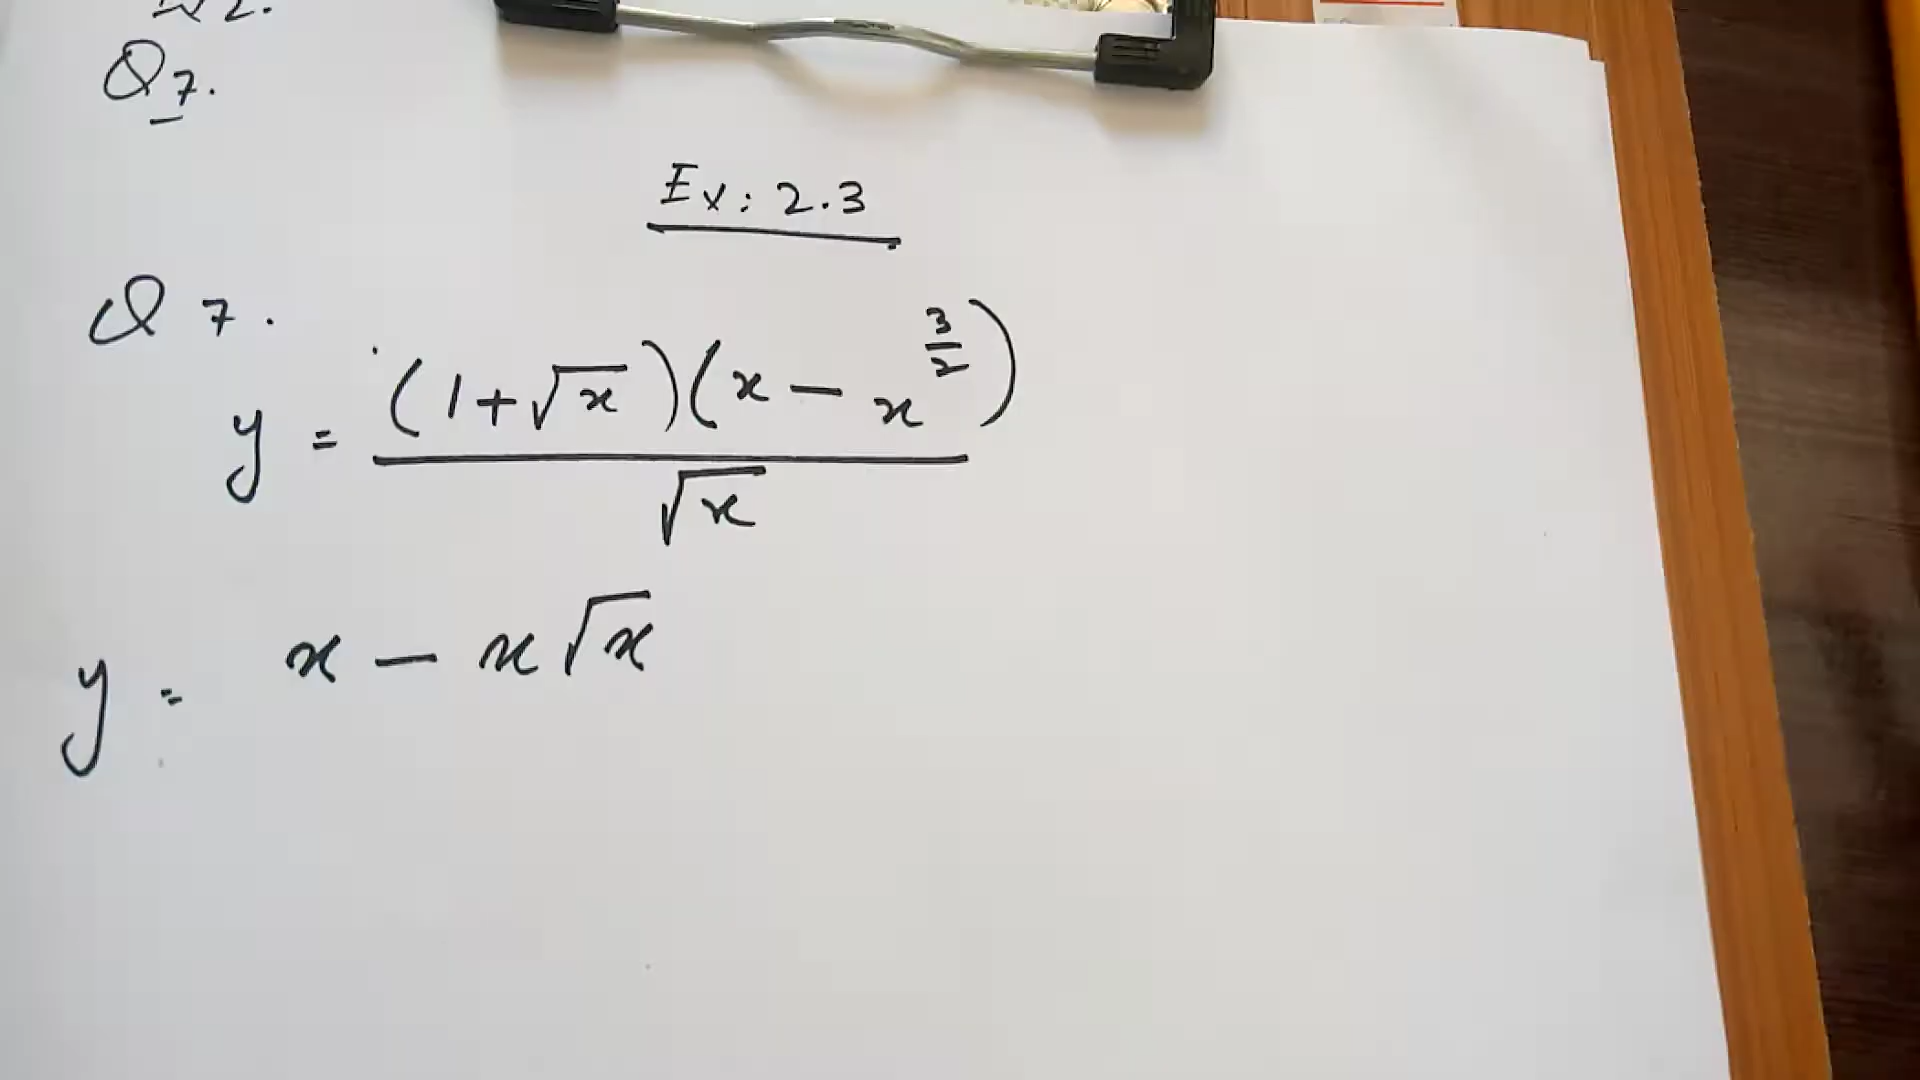 Q7.
Ex: 2.3
Q 7.
y = (1+√x)(x - x^(3/2)) / √x
y = x - x√x